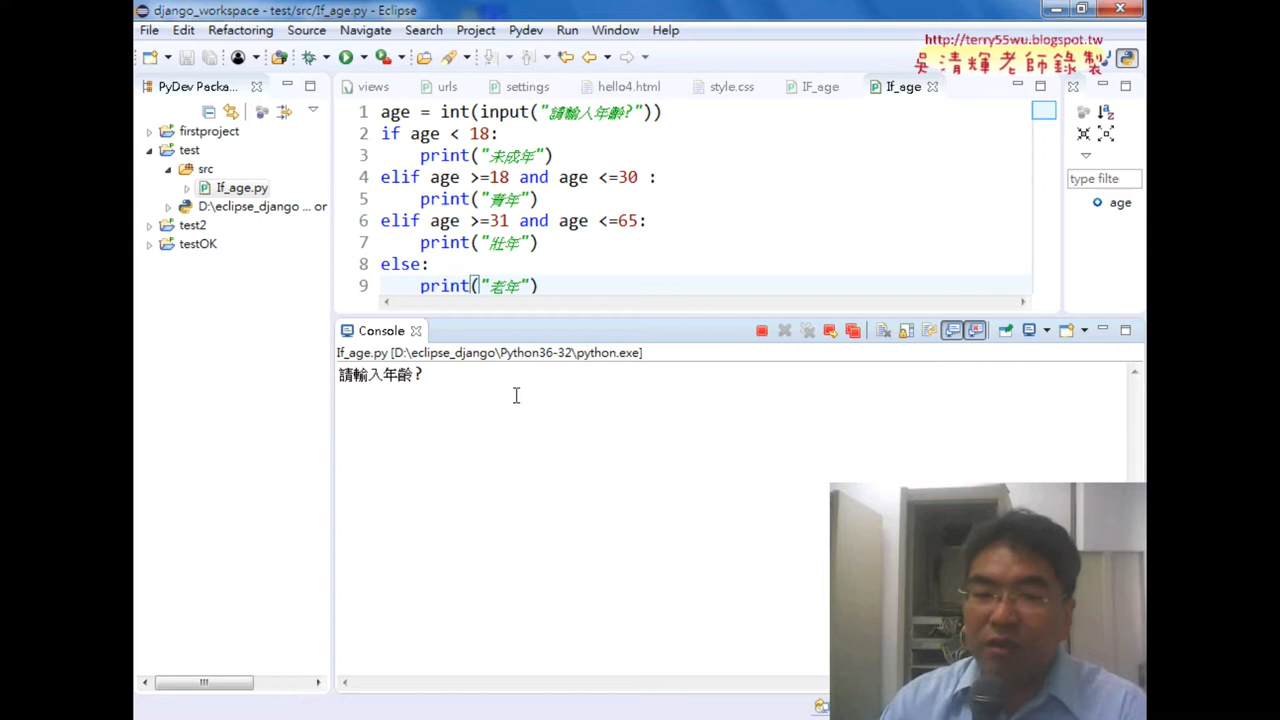 django_workspace - test/src/If_age.py - Eclipse
File Edit Refactoring Source Navigate Search Project Pydev Run Window Help
http://terry55wu.blogspot.tw
吳清輝老師錄製
PyDev Packa...
views urls settings hello4.html style.css IF_age If_age
firstproject
test
src
If_age.py
D:\eclipse_django ... or
test2
testOK
1 age = int(input("請輸入年齡?"))
2 if age < 18:
3 print("未成年")
4 elif age >=18 and age <=30 :
5 print("青年")
6 elif age >=31 and age <=65:
7 print("壯年")
8 else:
9 print("老年")
type filte
age
Console
If_age.py [D:\eclipse_django\Python36-32\python.exe]
請輸入年齡?